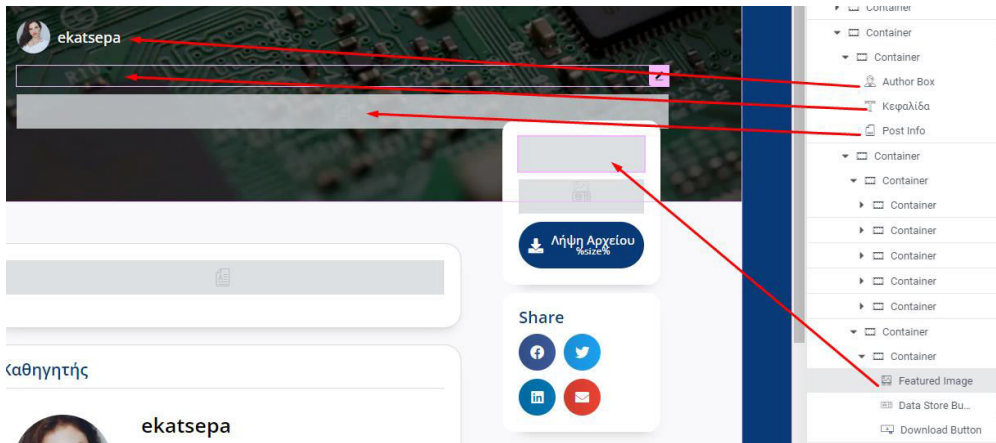 ekatsepa
Λήψη Αρχείου
%size%
Share
Καθηγητής
ekatsepa
Container
Container
Container
Author Box
Κεφαλίδα
Post Info
Container
Container
Container
Container
Container
Container
Container
Container
Container
Featured Image
Data Store Bu...
Download Button